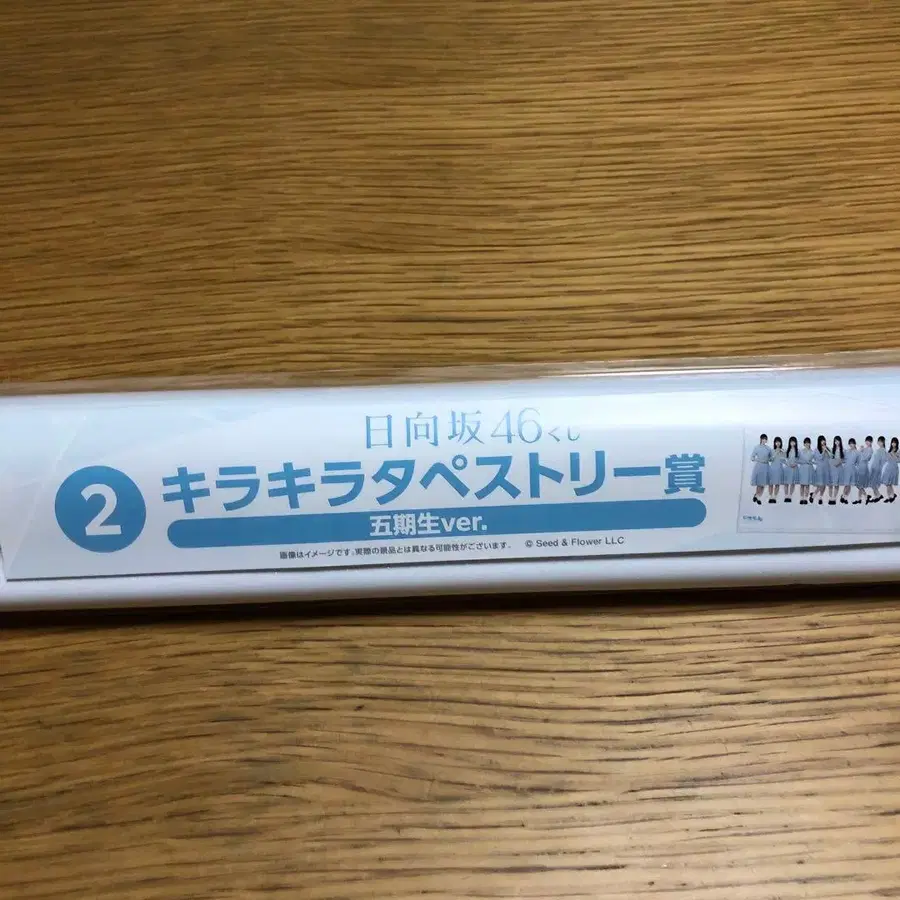 日向坂46くじ
2 キラキラタペストリー賞
五期生ver.
画像はイメージです。実際の景品とは異なる可能性がございます。 © Seed & Flower LLC